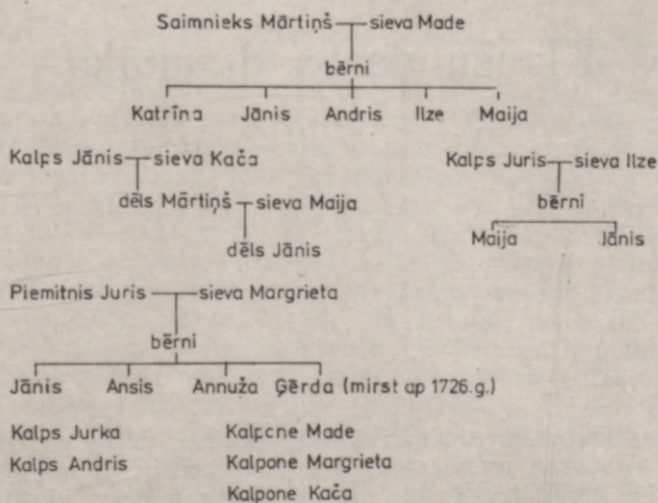 Saimnieks Mārtiņš sieva Made
bērni
Katrīna Jānis Andris Ilze Maija
Kalps Jānis sieva Kača Kalps Juris sieva Ilze
dēls Mārtiņš sieva Maija bērni
dēls Jānis Maija Jānis
Piemitnis Juris sieva Margrieta
bērni
Jānis Ansis Annuža Ģērda (mirst ap 1726.g.)
Kalps Jurka Kalpone Made
Kalps Andris Kalpone Margrieta
Kalpone Kača